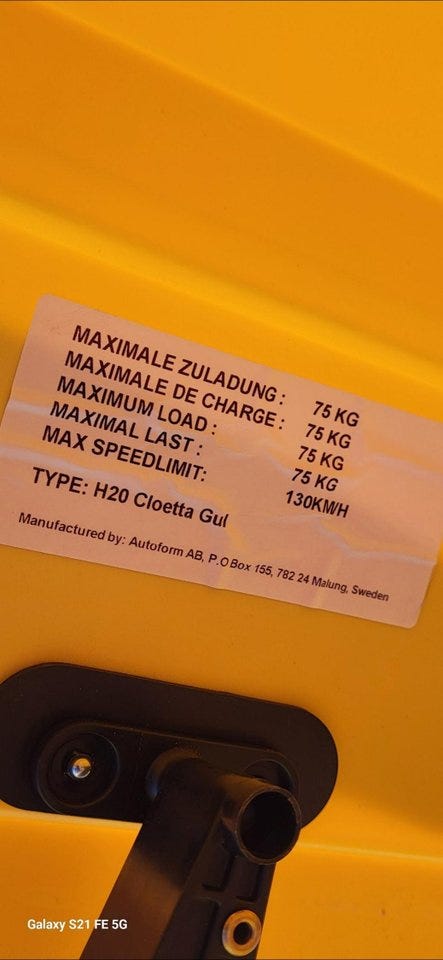 MAXIMALE ZULADUNG: 75 KG
MAXIMALE DE CHARGE: 75 KG
MAXIMUM LOAD: 75 KG
MAXIMAL LAST: 75 KG
MAX SPEEDLIMIT: 130KM/H
TYPE: H20 Cloetta Gul
Manufactured by: Autoform AB, P.O Box 155, 782 24 Malung, Sweden
Galaxy S21 FE 5G